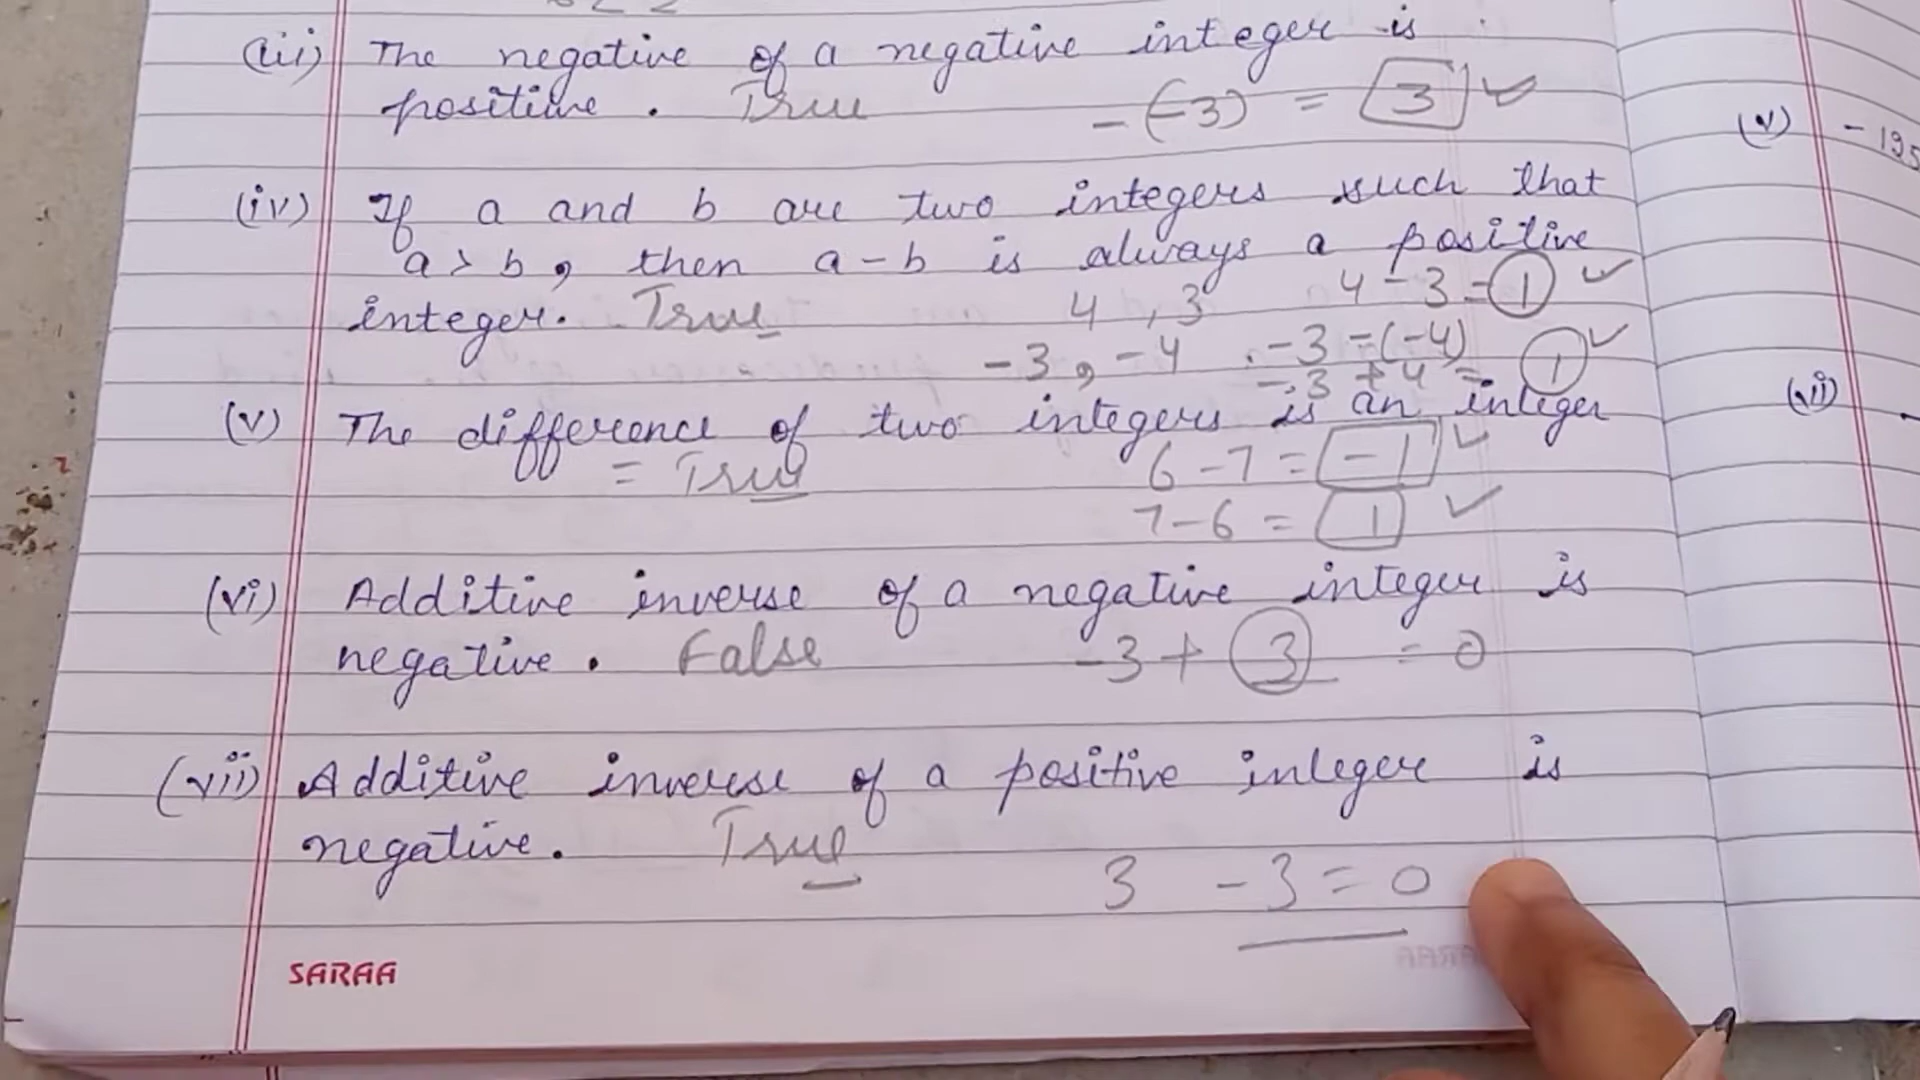 (iii) The negative of a negative integer is
positive. True -(-3) = 3 ✓
(iv) If a and b are two integers such that
a > b, then a - b is always a positive
integer. True 4, 3 4 - 3 = 1 ✓
-3, -4 -3 - (-4)
-3 + 4 = 1 ✓
(v) The difference of two integers is an integer
= True 6 - 7 = -1 ✓
7 - 6 = 1 ✓
(vi) Additive inverse of a negative integer is
negative. False -3 + 3 = 0
(vii) Additive inverse of a positive integer is
negative. True 3 - 3 = 0
SARAA
(v) -195
(vii)